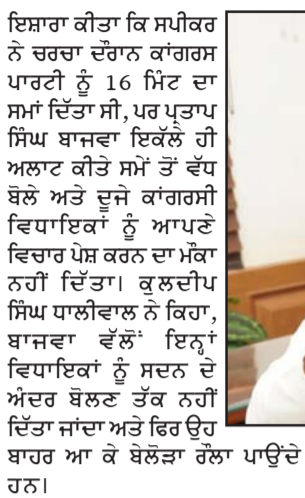 ਇਸ਼ਾਰਾ ਕੀਤਾ ਕਿ ਸਪੀਕਰ
ਨੇ ਚਰਚਾ ਦੌਰਾਨ ਕਾਂਗਰਸ
ਪਾਰਟੀ ਨੂੰ 16 ਮਿੰਟ ਦਾ
ਸਮਾਂ ਦਿੱਤਾ ਸੀ, ਪਰ ਪ੍ਰਤਾਪ
ਸਿੰਘ ਬਾਜਵਾ ਇਕੱਲੇ ਹੀ
ਅਲਾਟ ਕੀਤੇ ਸਮੇਂ ਤੋਂ ਵੱਧ
ਬੋਲੇ ਅਤੇ ਦੂਜੇ ਕਾਂਗਰਸੀ
ਵਿਧਾਇਕਾਂ ਨੂੰ ਆਪਣੇ
ਵਿਚਾਰ ਪੇਸ਼ ਕਰਨ ਦਾ ਮੌਕਾ
ਨਹੀਂ ਦਿੱਤਾ। ਕੁਲਦੀਪ
ਸਿੰਘ ਧਾਲੀਵਾਲ ਨੇ ਕਿਹਾ,
ਬਾਜਵਾ ਵੱਲੋਂ ਇਨ੍ਹਾਂ
ਵਿਧਾਇਕਾਂ ਨੂੰ ਸਦਨ ਦੇ
ਅੰਦਰ ਬੋਲਣ ਤੱਕ ਨਹੀਂ
ਦਿੱਤਾ ਜਾਂਦਾ ਅਤੇ ਫਿਰ ਉਹ
ਬਾਹਰ ਆ ਕੇ ਬੇਲੋੜਾ ਰੌਲਾ ਪਾਉਂਦੇ
ਹਨ।